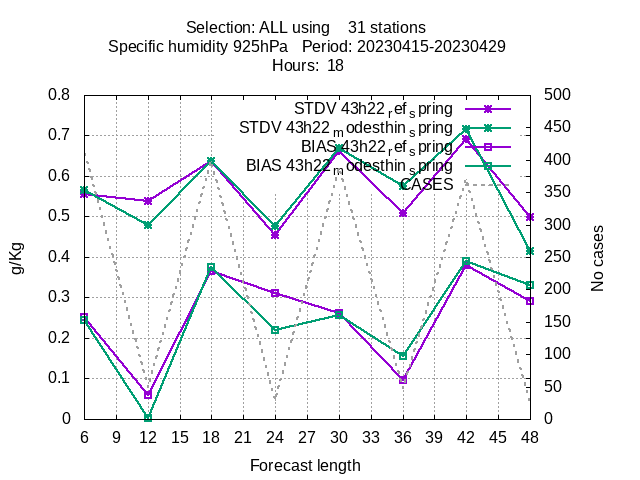 Selection: ALL using 31 stations
Specific humidity 925hPa Period: 20230415-20230429
Hours: 18
0.8 500
STDV 43h22_ref_spring
0.7 450
STDV 43h22_modesthin_spring
BIAS 43h22_ref_spring
400
BIAS 43h22_modesthin_spring
0.6 350
CASES
0.5 300
0.4 250
g/Kg
No cases
0.3 200
150
0.2 100
0.1 50
0 0
6 9 12 15 18 21 24 27 30 33 36 39 42 45 48
Forecast length